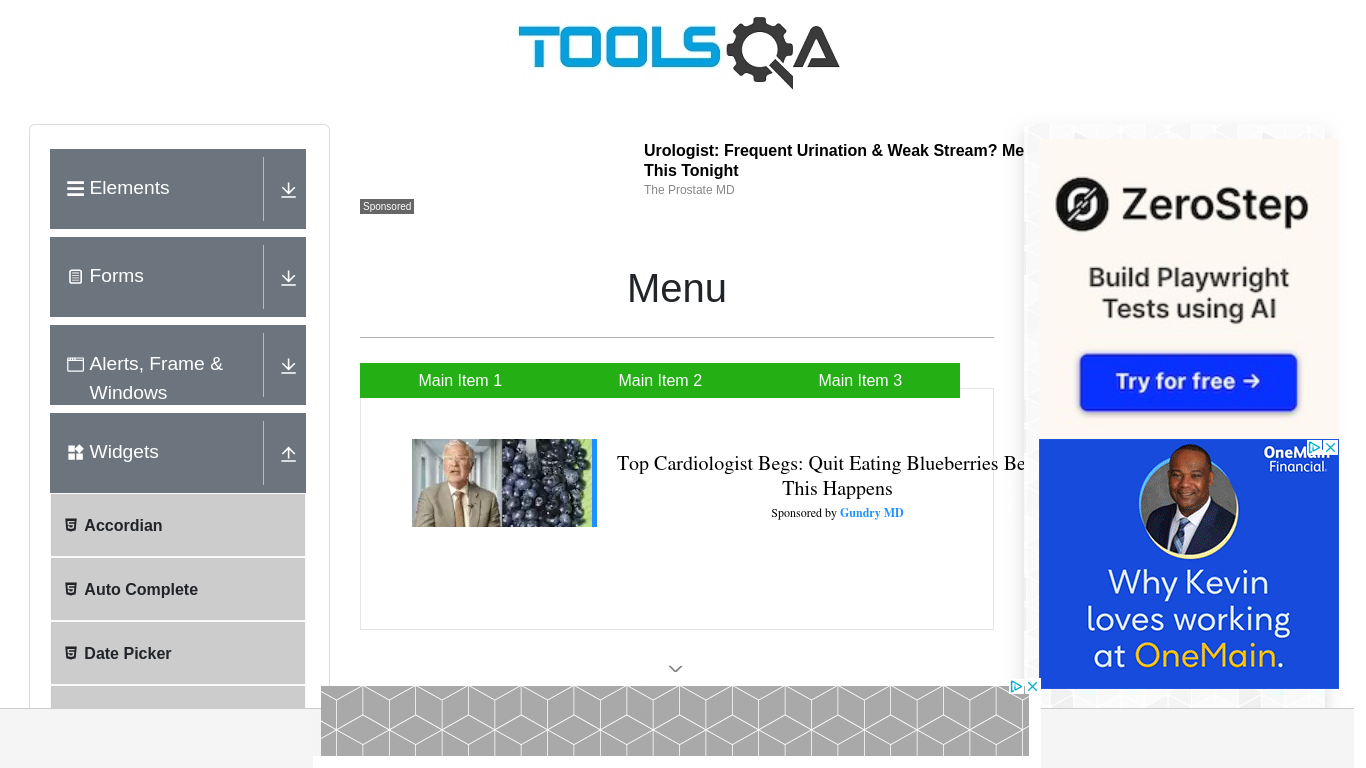 TOOLSQA
Elements
Forms
Alerts, Frame &
Windows
Widgets
Accordian
Auto Complete
Date Picker
Urologist: Frequent Urination & Weak Stream? Me
This Tonight
The Prostate MD
Sponsored
Menu
Main Item 1
Main Item 2
Main Item 3
Top Cardiologist Begs: Quit Eating Blueberries Be
This Happens
Sponsored by Gundry MD
ZeroStep
Build Playwright
Tests using AI
Try for free →
OneMain
Financial.
Why Kevin
loves working
at OneMain.